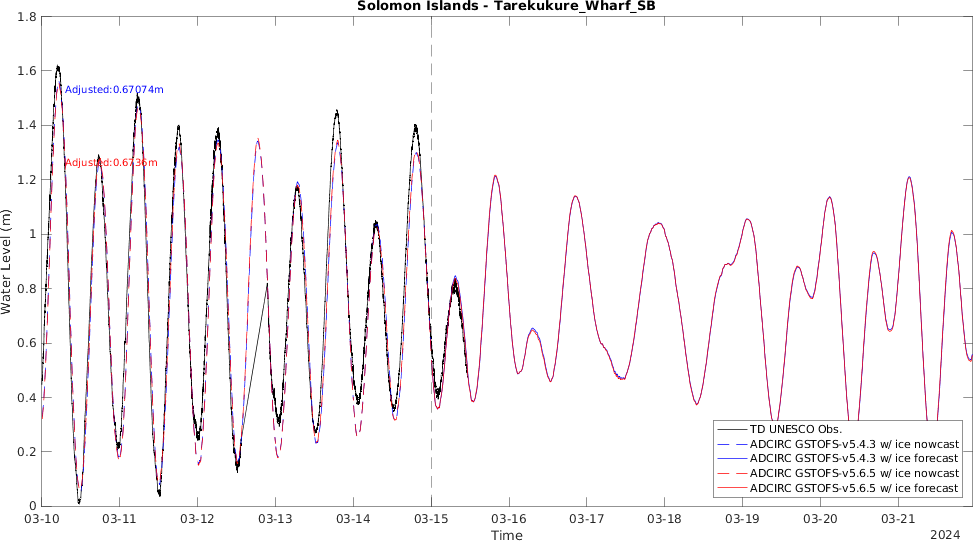 Solomon Islands - Tarekukure_Wharf_SB
1.8
1.6
1.4
1.2
1
0.8
0.6
0.4
0.2
0
Water Level (m)
Adjusted:0.67074m
Adjusted:0.6736m
TD UNESCO Obs.
ADCIRC GSTOFS-v5.4.3 w/ ice nowcast
ADCIRC GSTOFS-v5.4.3 w/ ice forecast
ADCIRC GSTOFS-v5.6.5 w/ ice nowcast
ADCIRC GSTOFS-v5.6.5 w/ ice forecast
03-10 03-11 03-12 03-13 03-14 03-15 03-16 03-17 03-18 03-19 03-20 03-21
Time
2024